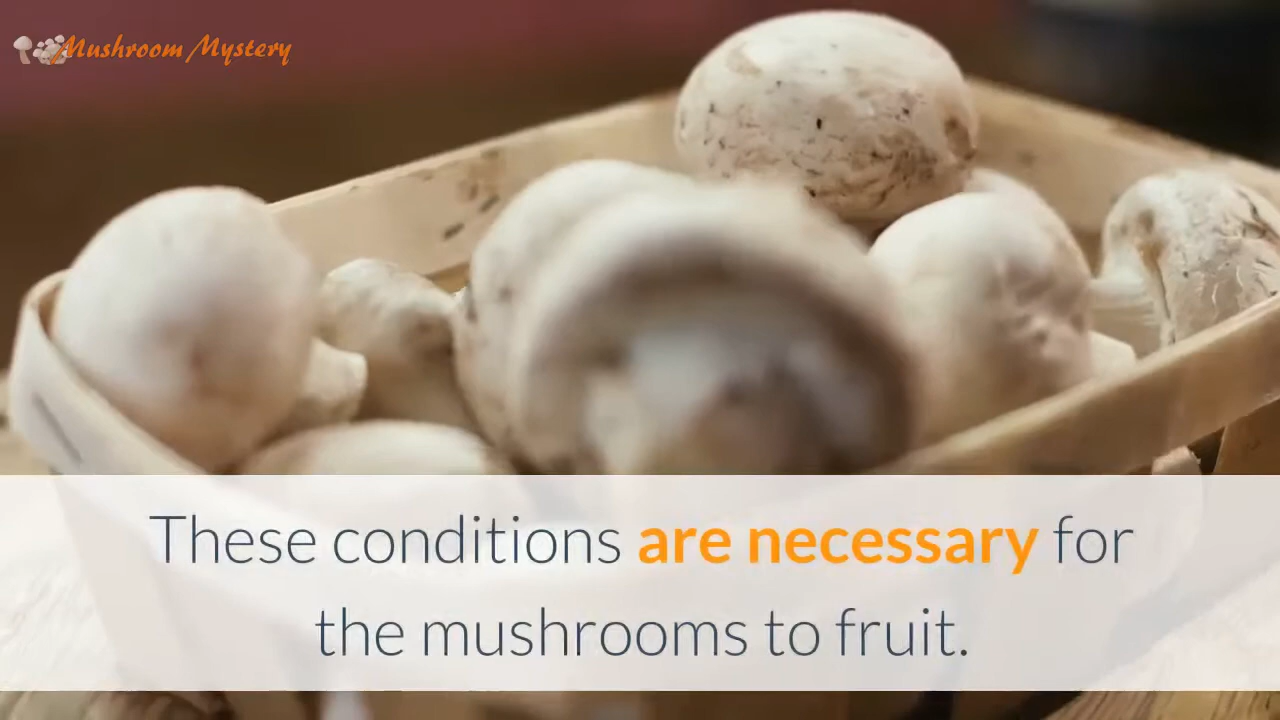 Mushroom Mystery
These conditions are necessary for
the mushrooms to fruit.